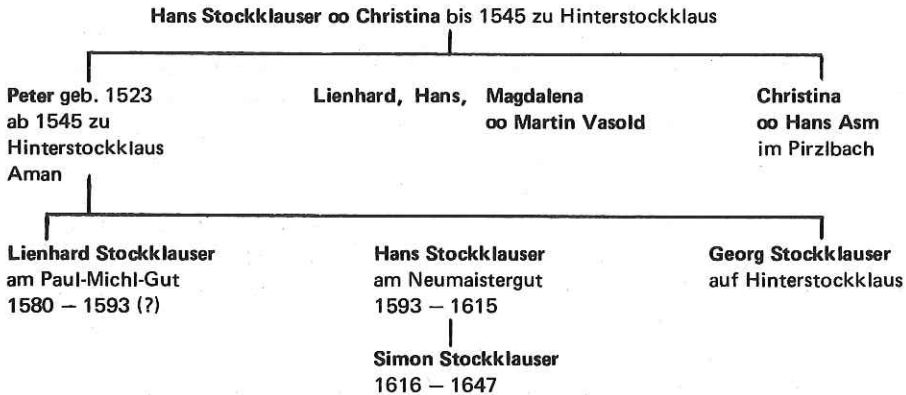 Hans Stockklauser oo Christina bis 1545 zu Hinterstockklaus
Peter geb. 1523
ab 1545 zu
Hinterstockklaus
Aman
Lienhard, Hans, Magdalena
oo Martin Vasold
Christina
oo Hans Asm
im Pirzlbach
Lienhard Stockklauser
am Paul-Michl-Gut
1580 – 1593 (?)
Hans Stockklauser
am Neumaistergut
1593 – 1615
Georg Stockklauser
auf Hinterstockklaus
Simon Stockklauser
1616 – 1647